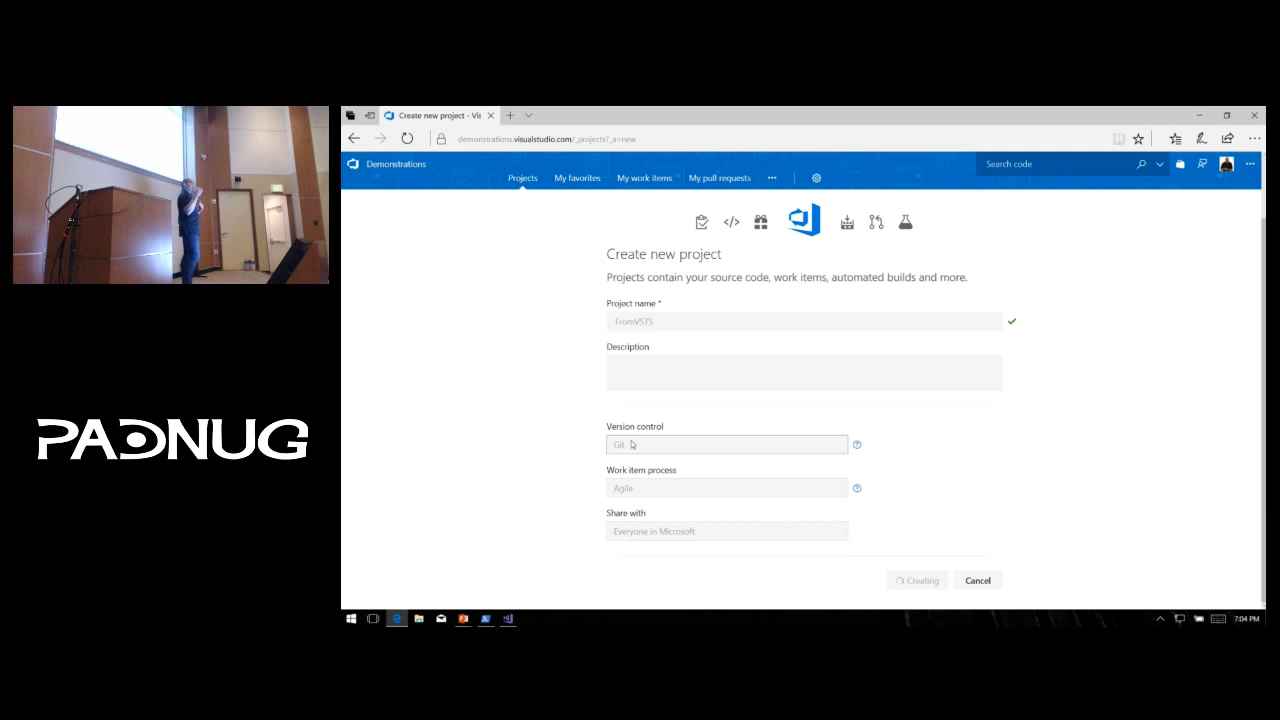 Create new project - Vis
demonstrations.visualstudio.com/_projects?_a=new
Demonstrations
Search code
Projects
My favorites
My work items
My pull requests
Create new project
Projects contain your source code, work items, automated builds and more.
Project name *
FromVSTS
Description
Version control
Git
Work item process
Agile
Share with
Everyone in Microsoft
Creating
Cancel
7:04 PM
PADNUG